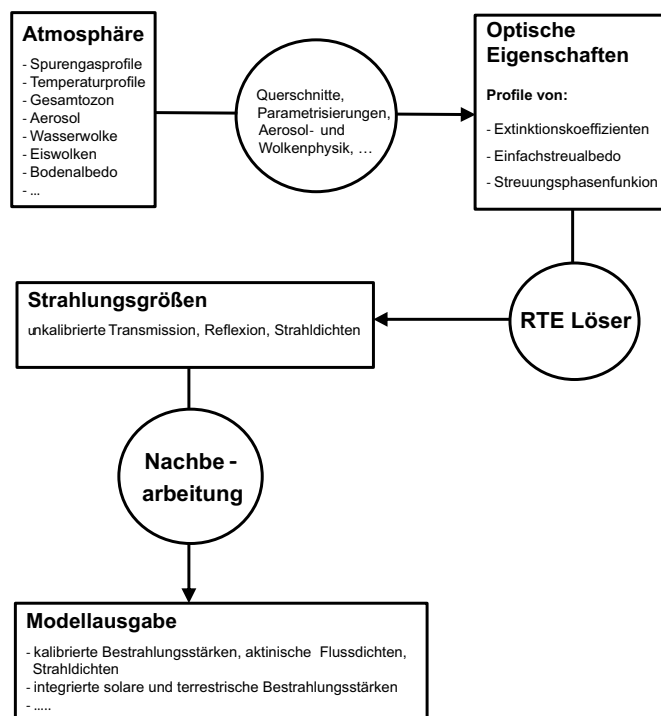 Atmosphäre
- Spurengasprofile
- Temperaturprofile
- Gesamtozon
- Aerosol
- Wasserwolke
- Eiswolken
- Bodenalbedo
- ...
Querschnitte,
Parametrisierungen,
Aerosol- und
Wolkenphysik, ...
Optische
Eigenschaften
Profile von:
- Extinktionskoeffizienten
- Einfachstreualbedo
- Streuungsphasenfunkion
RTE Löser
Strahlungsgrößen
unkalibrierte Transmission, Reflexion, Strahldichten
Nachbe -
arbeitung
Modellausgabe
- kalibrierte Bestrahlungsstärken, aktinische Flussdichten,
Strahldichten
- integrierte solare und terrestrische Bestrahlungsstärken
- .....